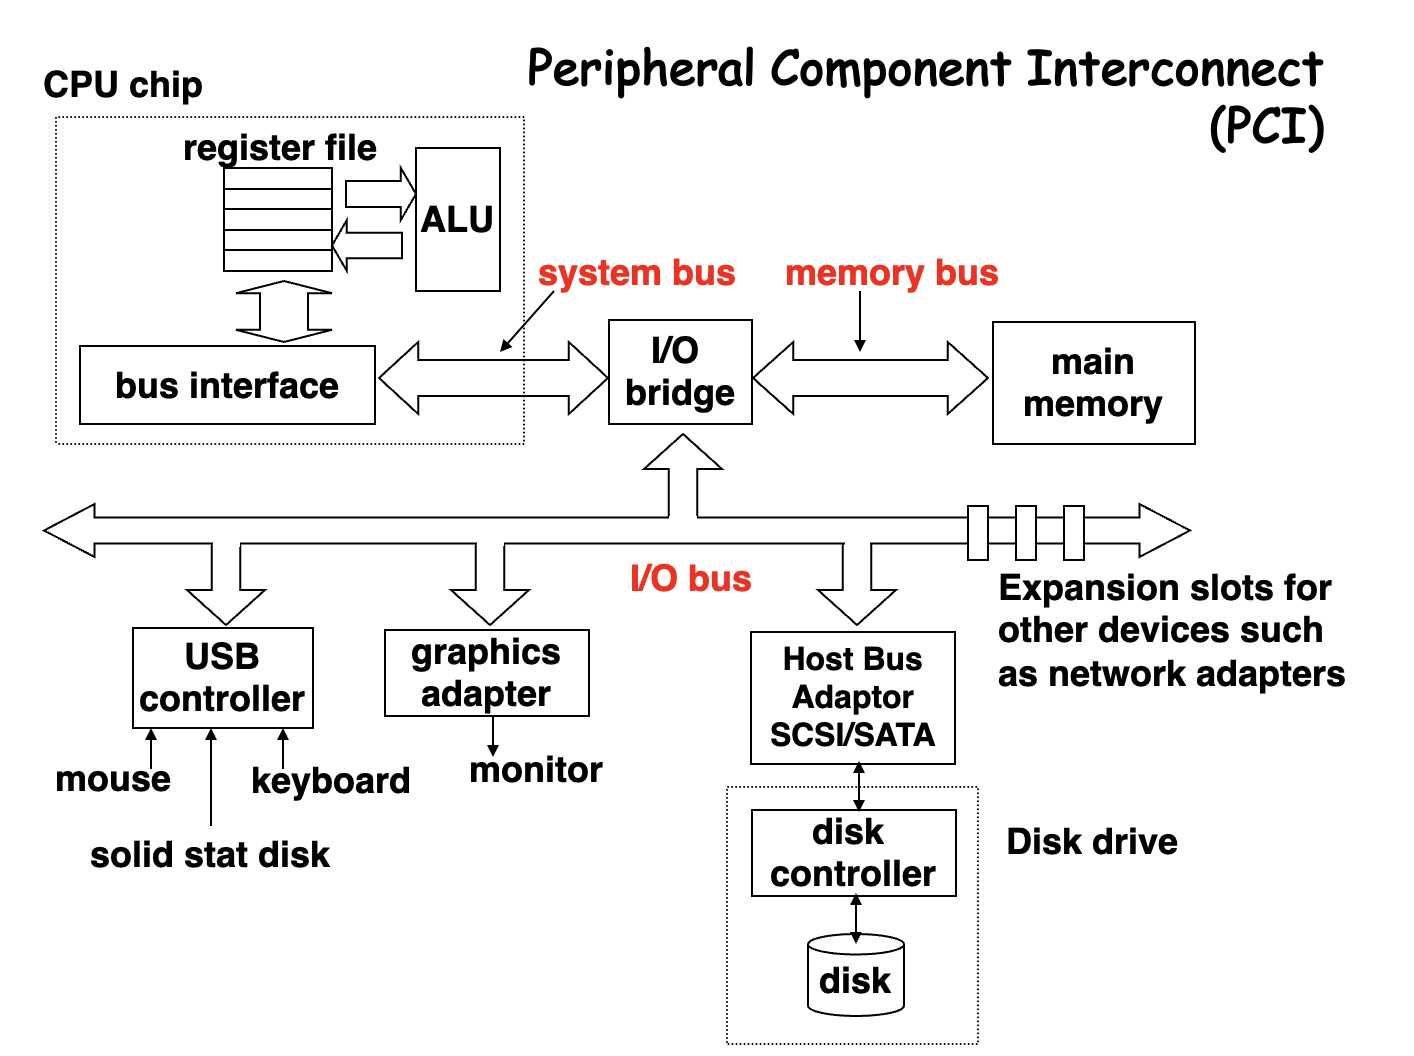 Peripheral Component Interconnect
(PCI)
CPU chip
register file
ALU
system bus
memory bus
bus interface
I/O
bridge
main
memory
I/O bus
Expansion slots for
other devices such
as network adapters
USB
controller
graphics
adapter
Host Bus
Adaptor
SCSI/SATA
mouse
keyboard
monitor
solid stat disk
disk
controller
Disk drive
disk